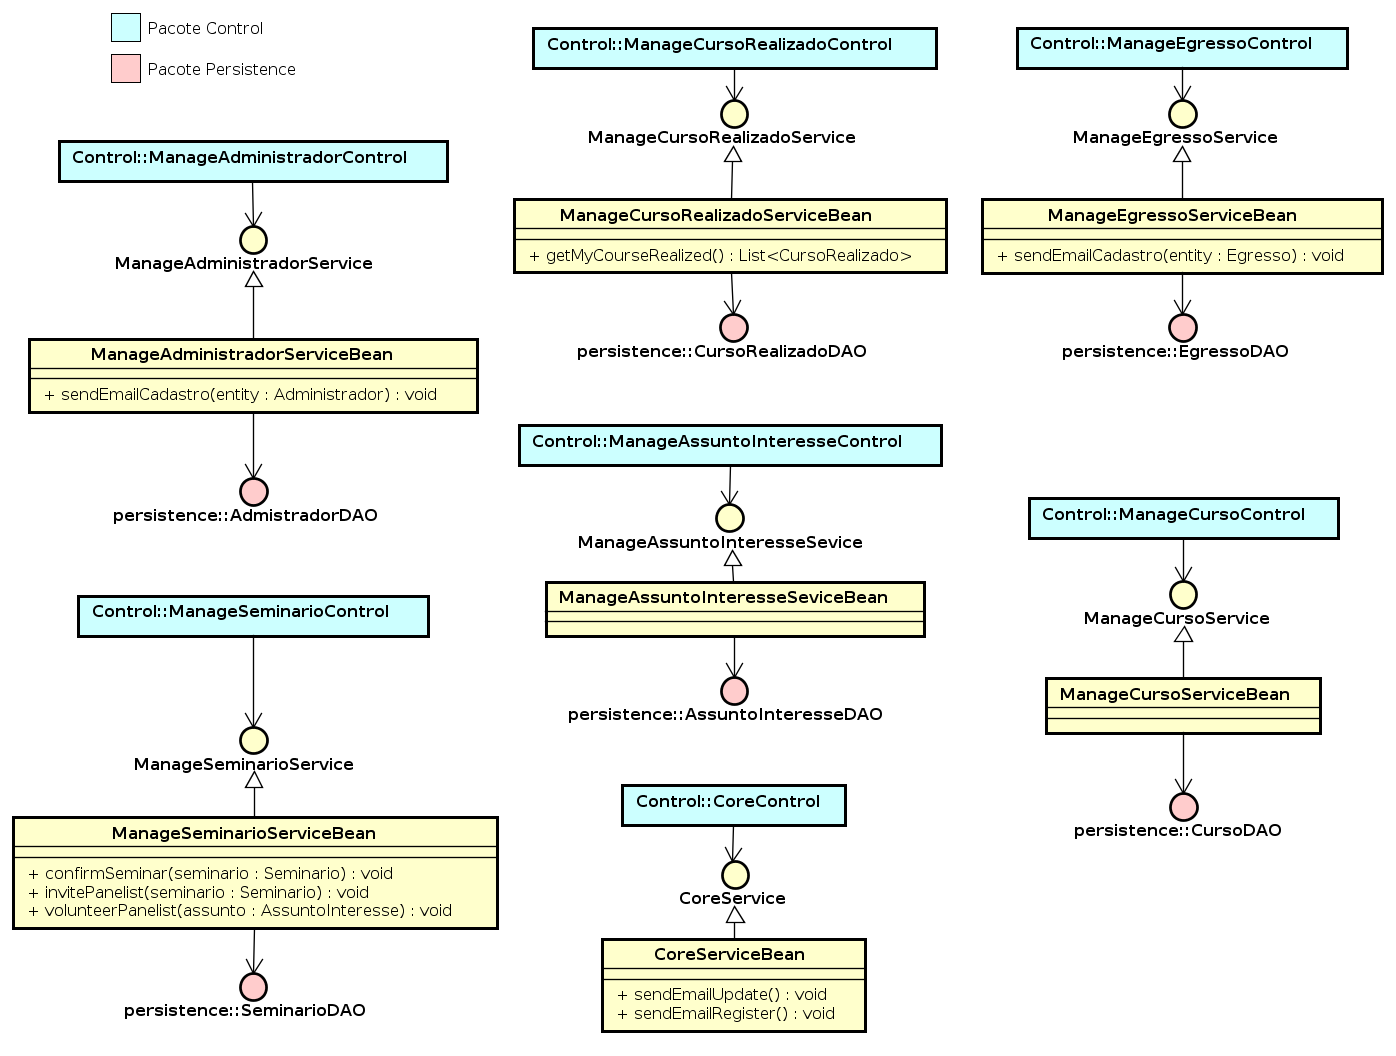 Pacote Control
Pacote Persistence
Control::ManageAdministradorControl
ManageAdministradorService
ManageAdministradorServiceBean
+ sendEmailCadastro(entity : Administrador) : void
persistence::AdmistradorDAO
Control::ManageSeminarioControl
ManageSeminarioService
ManageSeminarioServiceBean
+ confirmSeminar(seminario : Seminario) : void
+ invitePanelist(seminario : Seminario) : void
+ volunteerPanelist(assunto : AssuntoInteresse) : void
persistence::SeminarioDAO
Control::ManageCursoRealizadoControl
ManageCursoRealizadoService
ManageCursoRealizadoServiceBean
+ getMyCourseRealized() : List<CursoRealizado>
persistence::CursoRealizadoDAO
Control::ManageAssuntoInteresseControl
ManageAssuntoInteresseSevice
ManageAssuntoInteresseSeviceBean
persistence::AssuntoInteresseDAO
Control::CoreControl
CoreService
CoreServiceBean
+ sendEmailUpdate() : void
+ sendEmailRegister() : void
Control::ManageEgressoControl
ManageEgressoService
ManageEgressoServiceBean
+ sendEmailCadastro(entity : Egresso) : void
persistence::EgressoDAO
Control::ManageCursoControl
ManageCursoService
ManageCursoServiceBean
persistence::CursoDAO